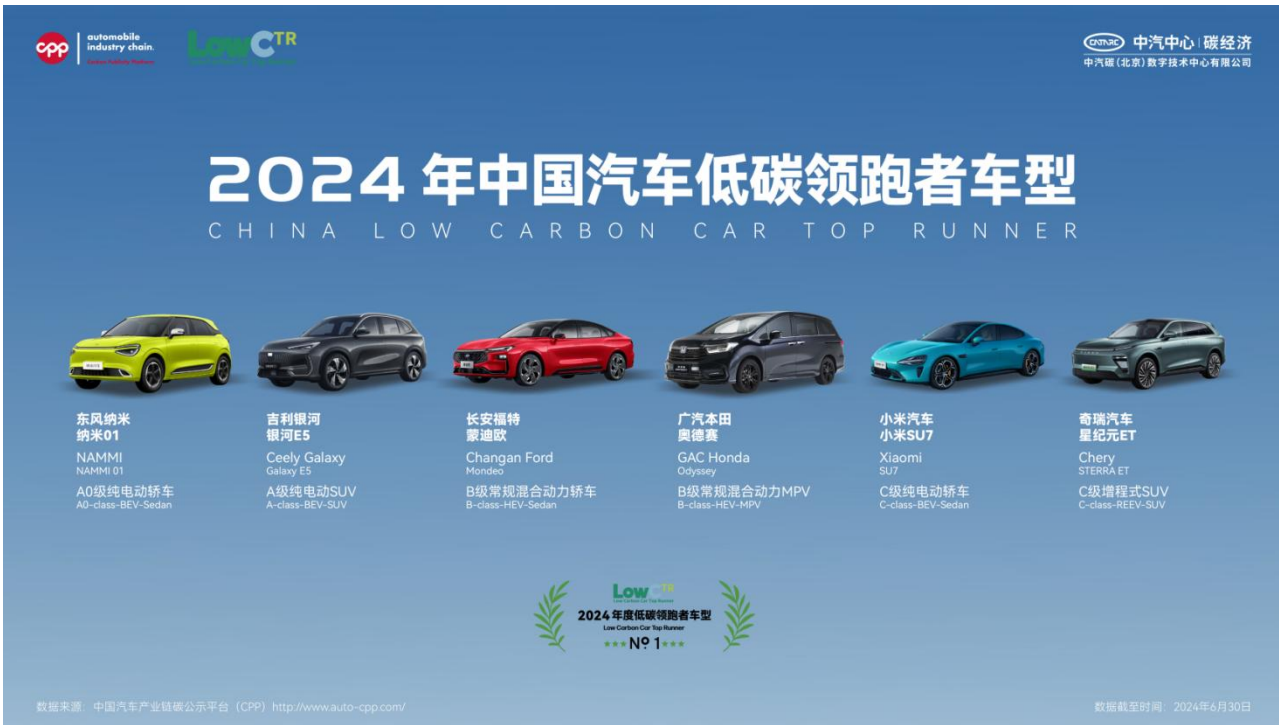 cpp
automobile
industry chain.
Carbon Publicity Platform
LowCTR
CATARC 中汽中心 | 碳经济
中汽碳(北京)数字技术中心有限公司
2024 年中国汽车低碳领跑者车型
CHINA LOW CARBON CAR TOP RUNNER
东风纳米
纳米01
NAMMI
NAMMI 01
A0级纯电动轿车
A0-class-BEV-Sedan
吉利银河
银河E5
Ceely Galaxy
Galaxy E5
A级纯电动SUV
A-class-BEV-SUV
长安福特
蒙迪欧
Changan Ford
Mondeo
B级常规混合动力轿车
B-class-HEV-Sedan
广汽本田
奥德赛
GAC Honda
Odyssey
B级常规混合动力MPV
B-class-HEV-MPV
小米汽车
小米SU7
Xiaomi
SU7
C级纯电动轿车
C-class-BEV-Sedan
奇瑞汽车
星纪元ET
Chery
STERRA ET
C级增程式SUV
C-class-REEV-SUV
LowCTR
Low Carbon Car Top Runner
2024 年度低碳领跑者车型
Low Carbon Car Top Runner
★★★Nº 1★★★
数据来源:中国汽车产业链碳公示平台(CPP)http://www.auto-cpp.com/
数据截至时间:2024年6月30日